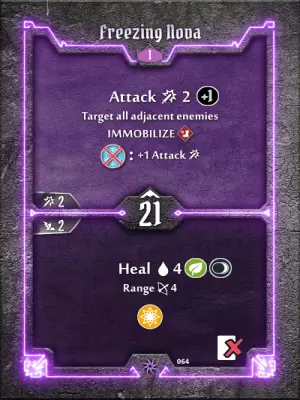 Freezing Nova
1
Attack 2 +1
Target all adjacent enemies
IMMOBILIZE
: +1 Attack
2
21
2
Heal 4
Range 4
064